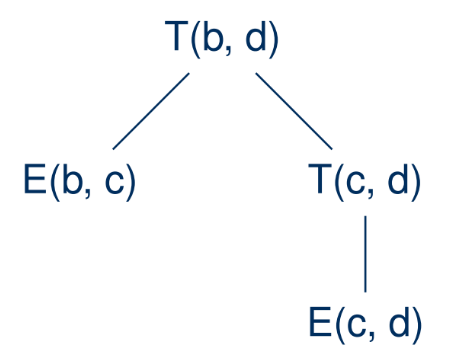 T(b, d)
E(b, c)
T(c, d)
E(c, d)